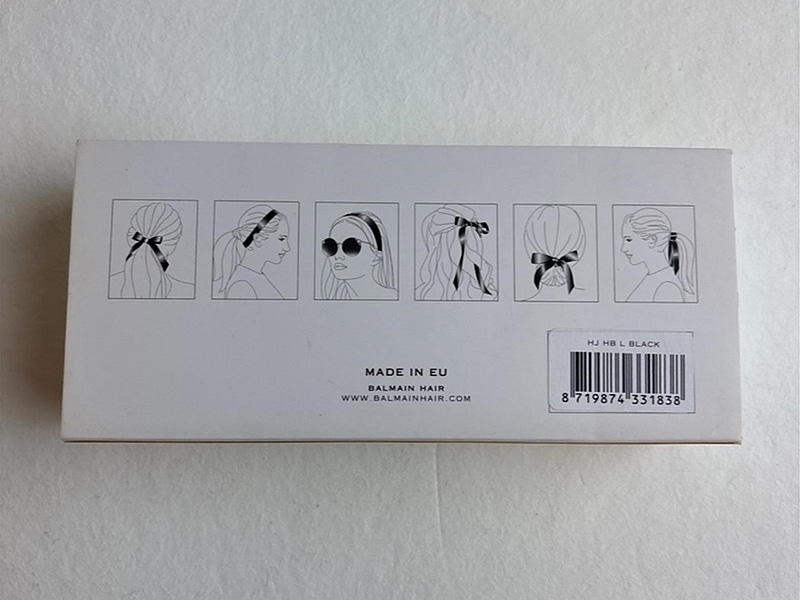 MADE IN EU
BALMAIN HAIR
WWW.BALMAINHAIR.COM
HJ HB L BLACK
8 719874 331838